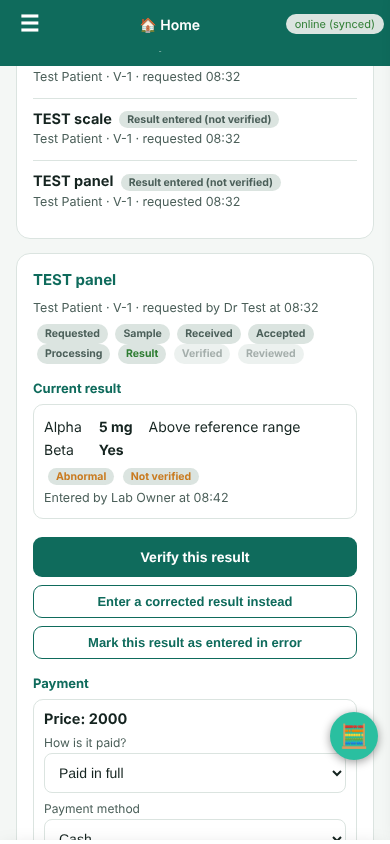 ☰ 🏠 Home online (synced)
Test Patient · V-1 · requested 08:32
TEST scale Result entered (not verified)
Test Patient · V-1 · requested 08:32
TEST panel Result entered (not verified)
Test Patient · V-1 · requested 08:32
TEST panel
Test Patient · V-1 · requested by Dr Test at 08:32
Requested Sample Received Accepted
Processing Result Verified Reviewed
Current result
Alpha 5 mg Above reference range
Beta Yes
Abnormal Not verified
Entered by Lab Owner at 08:42
Verify this result
Enter a corrected result instead
Mark this result as entered in error
Payment
Price: 2000
How is it paid?
Paid in full
Payment method
Cash